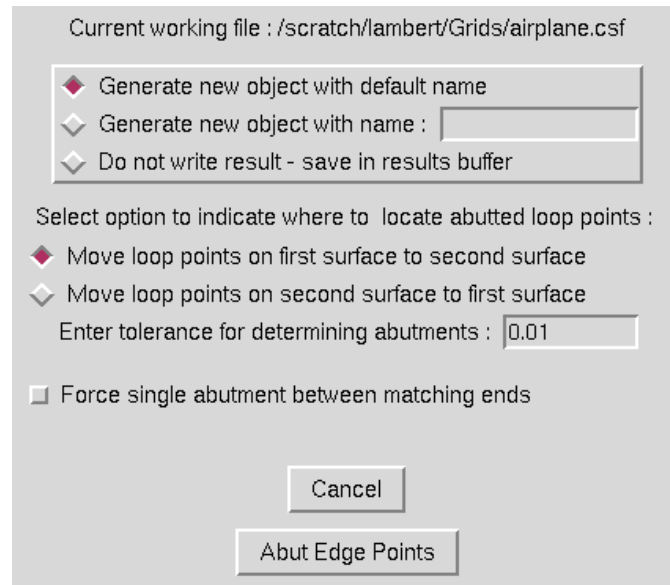 Current working file : /scratch/lambert/Grids/airplane.csf
Generate new object with default name
Generate new object with name :
Do not write result - save in results buffer
Select option to indicate where to locate abutted loop points :
Move loop points on first surface to second surface
Move loop points on second surface to first surface
Enter tolerance for determining abutments : 0.01
Force single abutment between matching ends
Cancel
Abut Edge Points